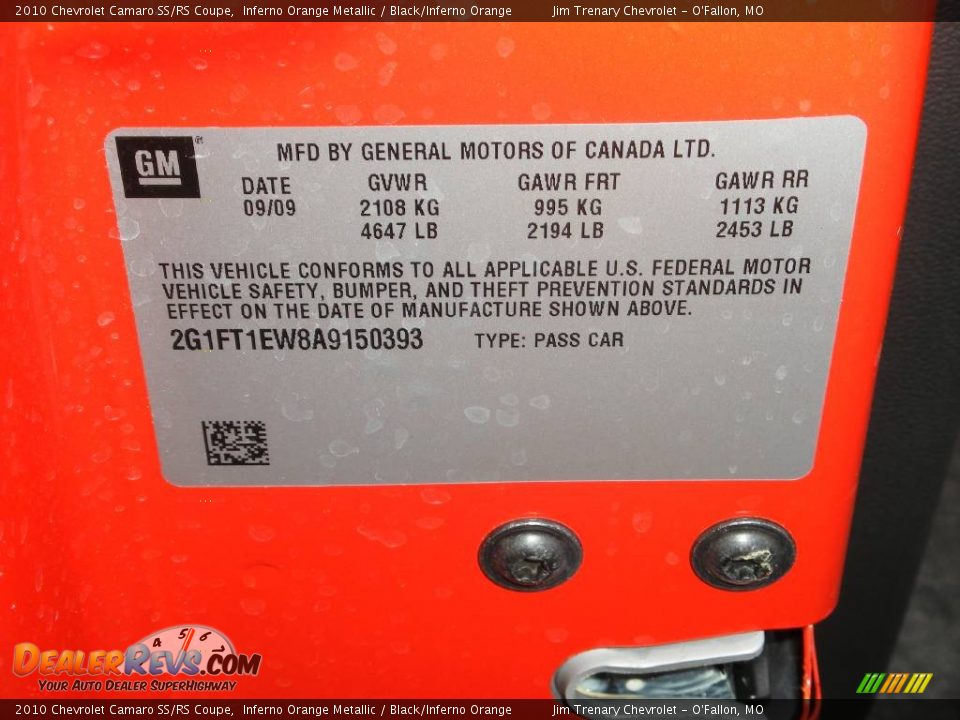 2010 Chevrolet Camaro SS/RS Coupe, Inferno Orange Metallic / Black/Inferno Orange Jim Trenary Chevrolet - O'Fallon, MO
GM ®
MFD BY GENERAL MOTORS OF CANADA LTD.
DATE GVWR GAWR FRT GAWR RR
09/09 2108 KG 995 KG 1113 KG
4647 LB 2194 LB 2453 LB
THIS VEHICLE CONFORMS TO ALL APPLICABLE U.S. FEDERAL MOTOR
VEHICLE SAFETY, BUMPER, AND THEFT PREVENTION STANDARDS IN
EFFECT ON THE DATE OF MANUFACTURE SHOWN ABOVE.
2G1FT1EW8A9150393 TYPE: PASS CAR
4 5 6 7
DealerRevs.com
Your Auto Dealer SuperHighway
2010 Chevrolet Camaro SS/RS Coupe, Inferno Orange Metallic / Black/Inferno Orange Jim Trenary Chevrolet - O'Fallon, MO